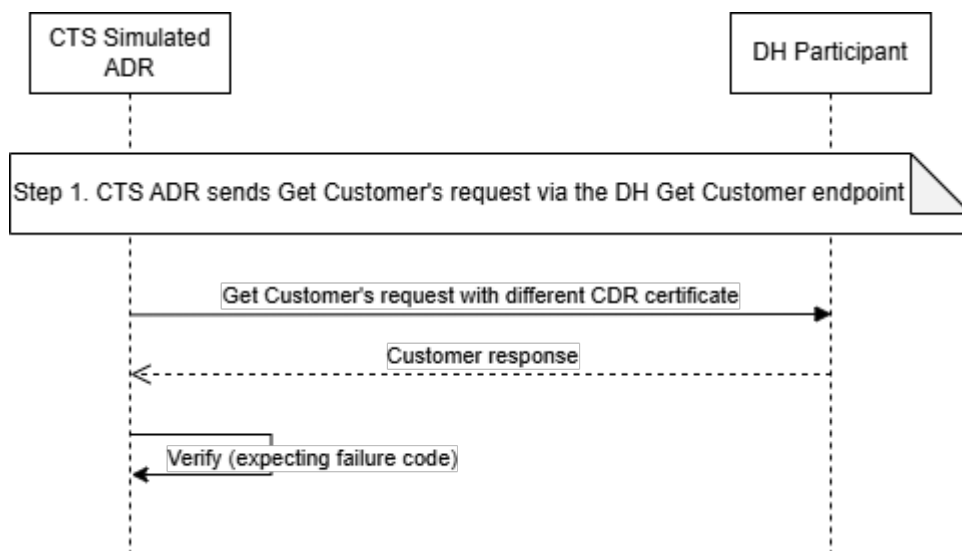 CTS Simulated
ADR
DH Participant
Step 1. CTS ADR sends Get Customer's request via the DH Get Customer endpoint
Get Customer's request with different CDR certificate
Customer response
Verify (expecting failure code)